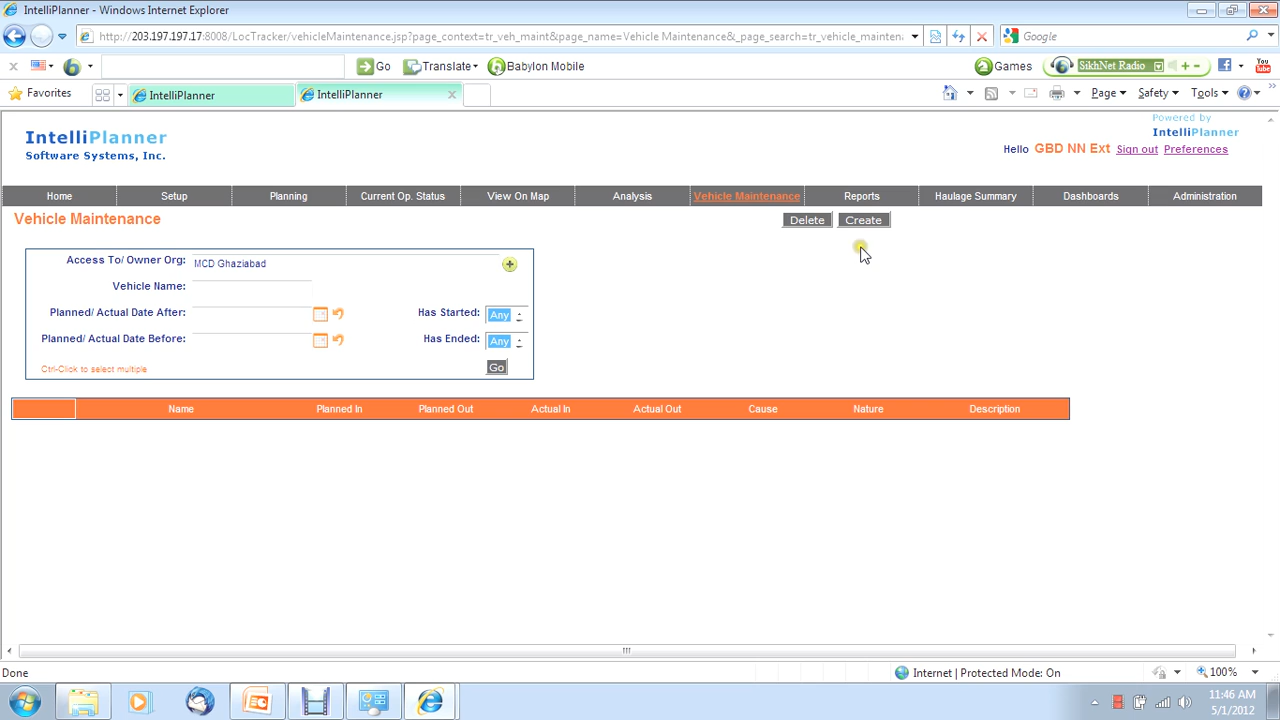 IntelliPlanner - Windows Internet Explorer
http://203.197.197.17:8008/LocTracker/vehicleMaintenance.jsp?page_context=tr_veh_maint&page_name=Vehicle Maintenance&_page_search=tr_vehicle_maintena
Google
Go
Translate
Babylon Mobile
Games
SikhNet Radio
You Tube
Favorites
IntelliPlanner
IntelliPlanner
Page
Safety
Tools
IntelliPlanner
Software Systems, Inc.
Powered by
IntelliPlanner
Hello GBD NN Ext Sign out Preferences
Home Setup Planning Current Op. Status View On Map Analysis Vehicle Maintenance Reports Haulage Summary Dashboards Administration
Vehicle Maintenance
Delete Create
Access To/ Owner Org: MCD Ghaziabad
Vehicle Name:
Planned/ Actual Date After: Has Started: Any
Planned/ Actual Date Before: Has Ended: Any
Ctrl-Click to select multiple Go
Name Planned In Planned Out Actual In Actual Out Cause Nature Description
Done
Internet | Protected Mode: On
100%
11:46 AM
5/1/2012